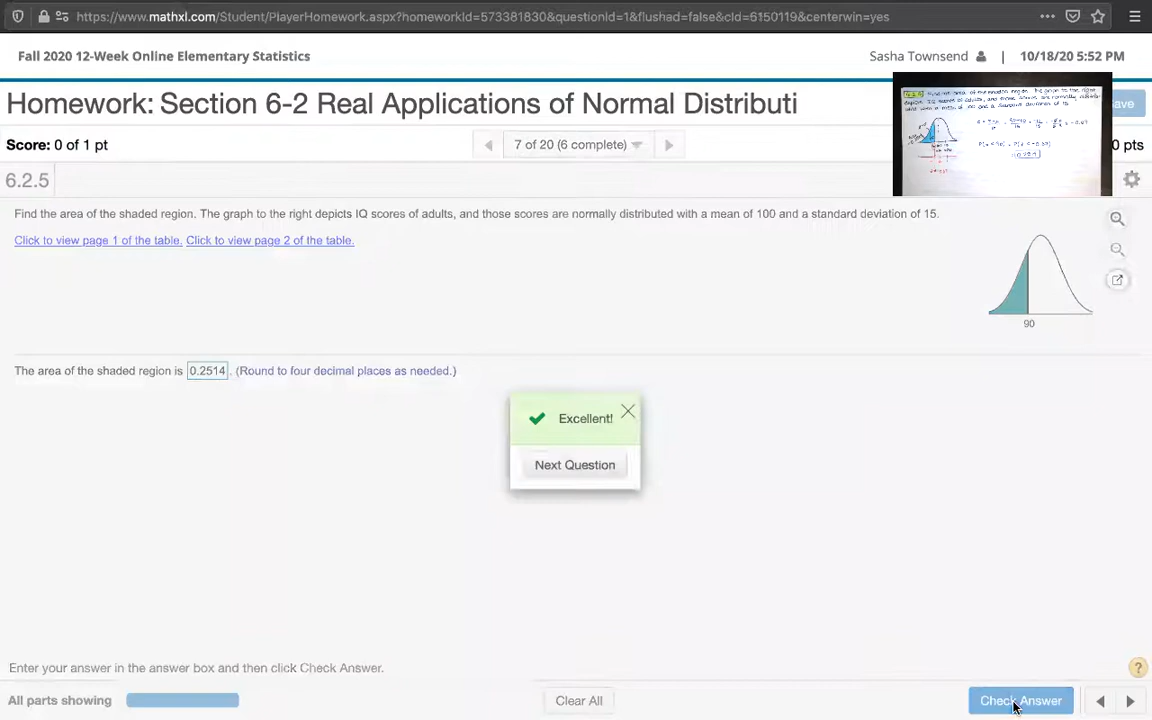 https://www.mathxl.com/Student/PlayerHomework.aspx?homeworkId=573381830&questionId=1&flushad=false&cId=6150119&centerwin=yes
Fall 2020 12-Week Online Elementary Statistics
Sasha Townsend | 10/18/20 5:52 PM
Homework: Section 6-2 Real Applications of Normal Distributi
ave
Score: 0 of 1 pt
7 of 20 (6 complete)
0 pts
6.2.5
Find the area of the shaded region. The graph to the right depicts IQ scores of adults, and those scores are normally distributed with a mean of 100 and a standard deviation of 15.
Click to view page 1 of the table. Click to view page 2 of the table.
90
The area of the shaded region is 0.2514. (Round to four decimal places as needed.)
Excellent!
Next Question
Enter your answer in the answer box and then click Check Answer.
?
All parts showing
Clear All
Check Answer